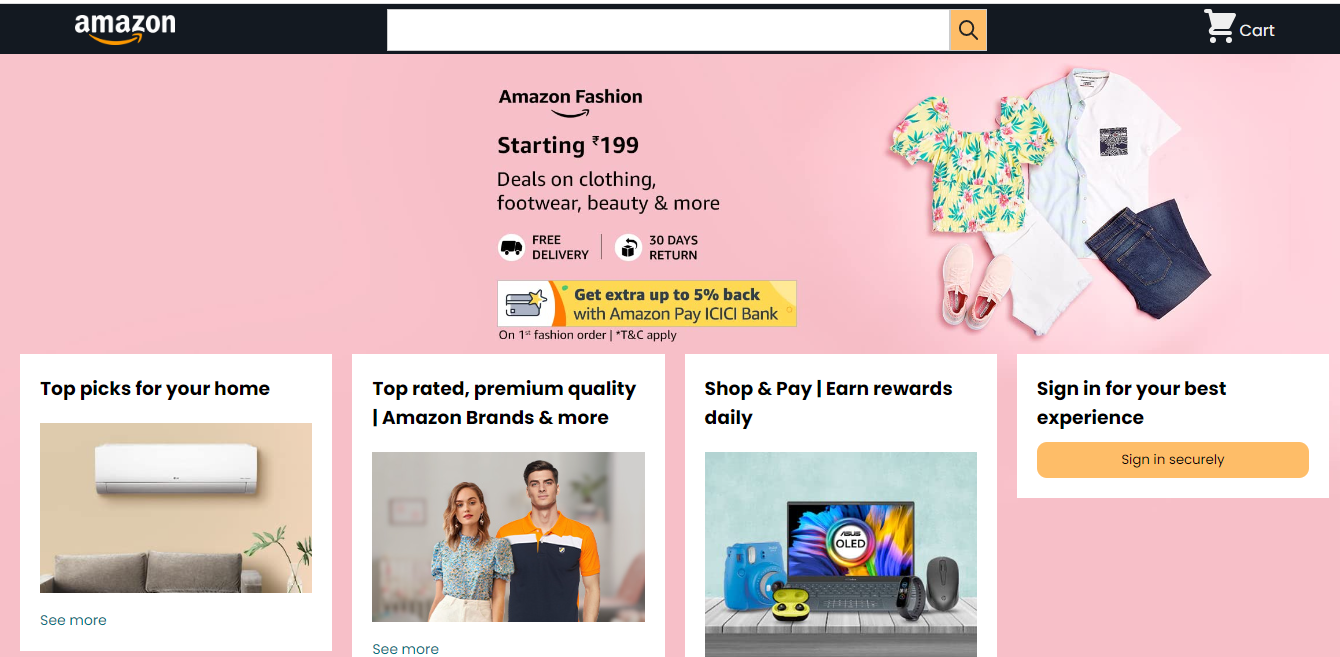 amazon
Cart
Amazon Fashion
Starting ₹199
Deals on clothing,
footwear, beauty & more
FREE
DELIVERY
30 DAYS
RETURN
Get extra up to 5% back
with Amazon Pay ICICI Bank
On 1st fashion order | *T&C apply
Top picks for your home
See more
Top rated, premium quality
| Amazon Brands & more
See more
Shop & Pay | Earn rewards
daily
ASUS
OLED
Sign in for your best
experience
Sign in securely